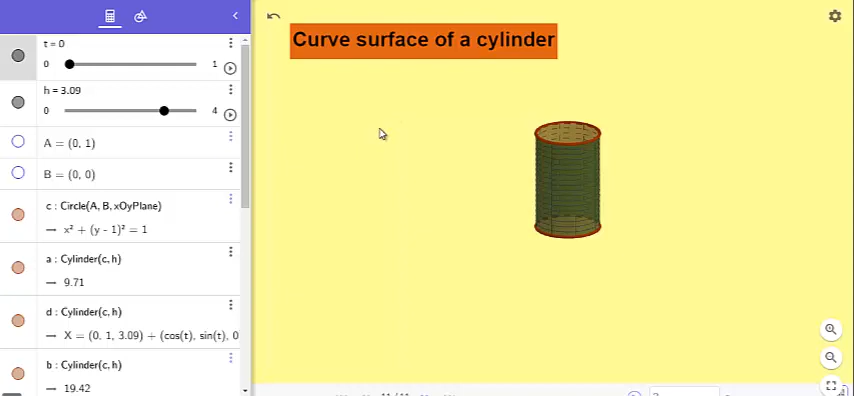 t = 0
0
1
h = 3.09
0
4
A = (0, 1)
B = (0, 0)
c : Circle(A, B, xOyPlane)
→ x² + (y - 1)² = 1
a : Cylinder(c, h)
→ 9.71
d : Cylinder(c, h)
→ X = (0, 1, 3.09) + (cos(t), sin(t), 0
b : Cylinder(c, h)
→ 19.42
Curve surface of a cylinder